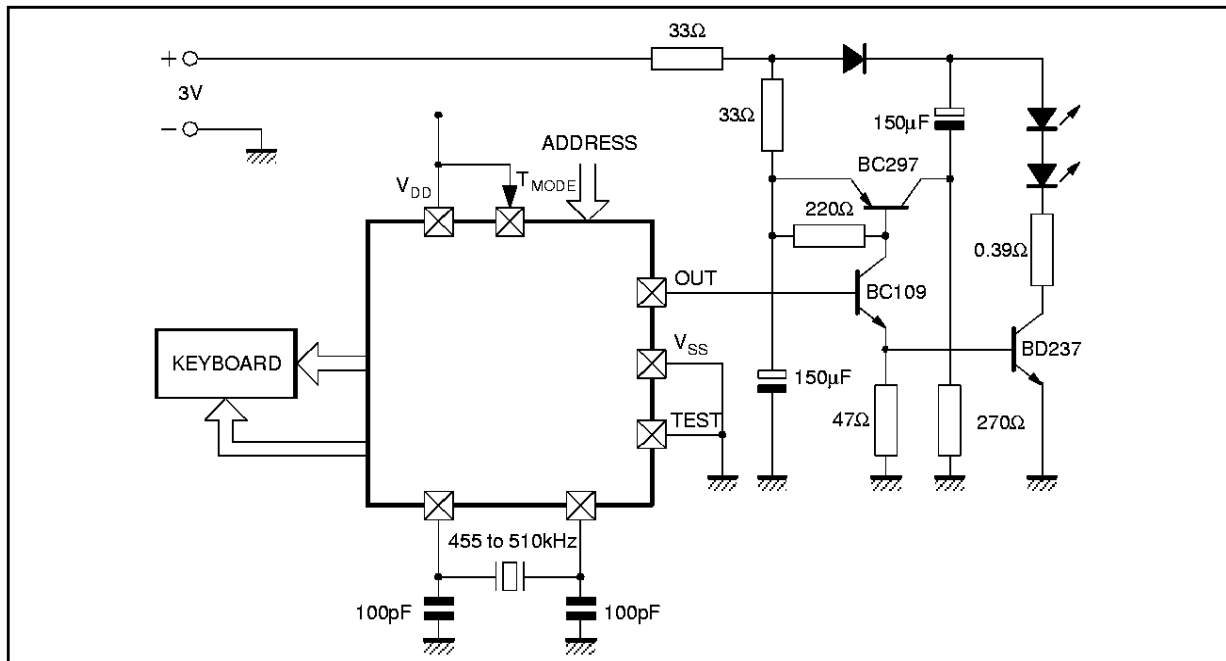 33Ω
+
3V
−
33Ω
150μF
ADDRESS
BC297
VDD
TMODE
220Ω
0.39Ω
OUT
BC109
BD237
VSS
KEYBOARD
150μF
TEST
47Ω
270Ω
455 to 510kHz
100pF
100pF